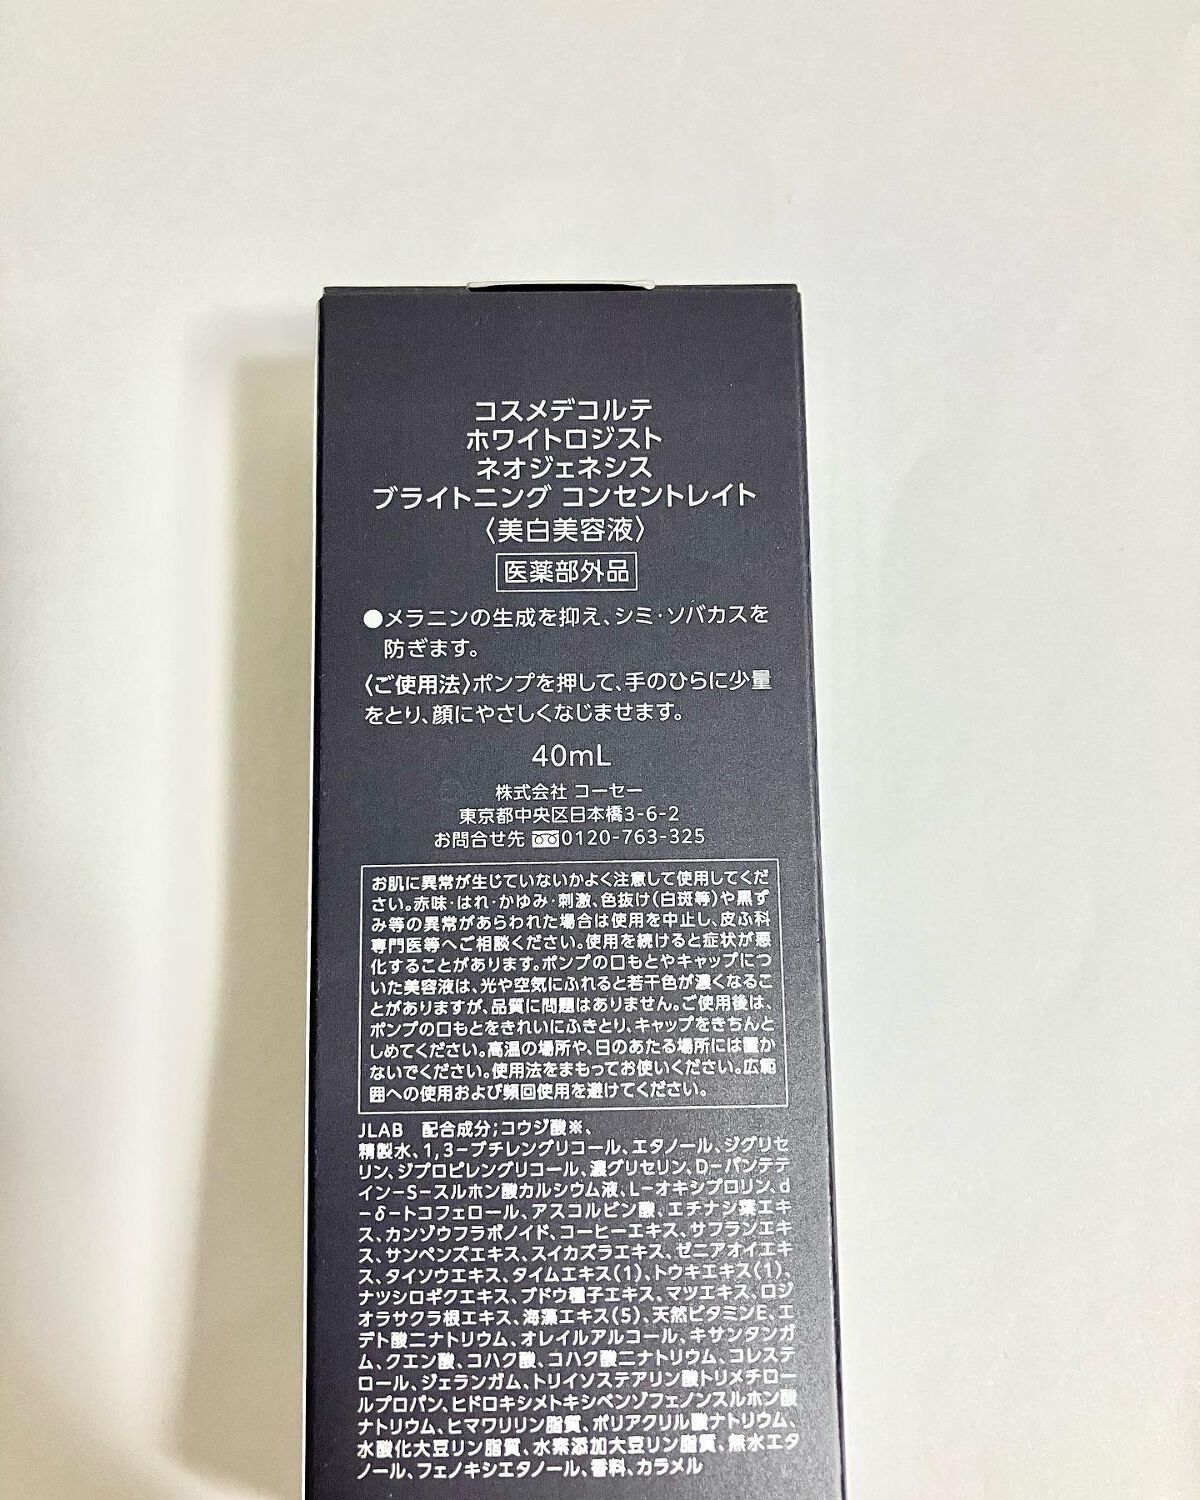 コスメデコルテ
ホワイトロジスト
ネオジェネシス
ブライトニング コンセントレイト
〈美白美容液〉
医薬部外品
●メラニンの生成を抑え、シミ・ソバカスを
防ぎます。
〈ご使用法〉ポンプを押して、手のひらに少量
をとり、顔にやさしくなじませます。
40mL
株式会社 コーセー
東京都中央区日本橋3-6-2
お問合せ先 0120-763-325
お肌に異常が生じていないかよく注意して使用してくだ
さい。赤味・はれ・かゆみ・刺激、色抜け(白斑等)や黒ず
み等の異常があらわれた場合は使用を中止し、皮ふ科
専門医等へご相談ください。使用を続けると症状が悪
化することがあります。ポンプの口もとやキャップにつ
いた美容液は、光や空気にふれると若干色が濃くなるこ
とがありますが、品質に問題はありません。ご使用後は、
ポンプの口もとをきれいにふきとり、キャップをきちんと
しめてください。高温の場所や、日のあたる場所には置か
ないでください。使用法をまもってお使いください。広範
囲への使用および頻回使用を避けてください。
JLAB 配合成分;コウジ酸※、
精製水、1,3-ブチレングリコール、エタノール、ジグリセ
リン、ジプロピレングリコール、濃グリセリン、D-パンテテ
イン-S-スルホン酸カルシウム液、L-オキシプロリン、d
-δ-トコフェロール、アスコルビン酸、エチナシ葉エキ
ス、カンゾウフラボノイド、コーヒーエキス、サフランエキ
ス、サンペンズエキス、スイカズラエキス、ゼニアオイエキ
ス、タイソウエキス、タイムエキス(1)、トウキエキス(1)、
ナツシロギクエキス、ブドウ種子エキス、マツエキス、ロジ
オラサクラ根エキス、海藻エキス(5)、天然ビタミンE、エ
デト酸二ナトリウム、オレイルアルコール、キサンタンガ
ム、クエン酸、コハク酸、コハク酸二ナトリウム、コレステ
ロール、ジェランガム、トリイソステアリン酸トリメチロー
ルプロパン、ヒドロキシメトキシベンゾフェノンスルホン酸
ナトリウム、ヒマワリリン脂質、ポリアクリル酸ナトリウム、
水酸化大豆リン脂質、水素添加大豆リン脂質、無水エタ
ノール、フェノキシエタノール、香料、カラメル